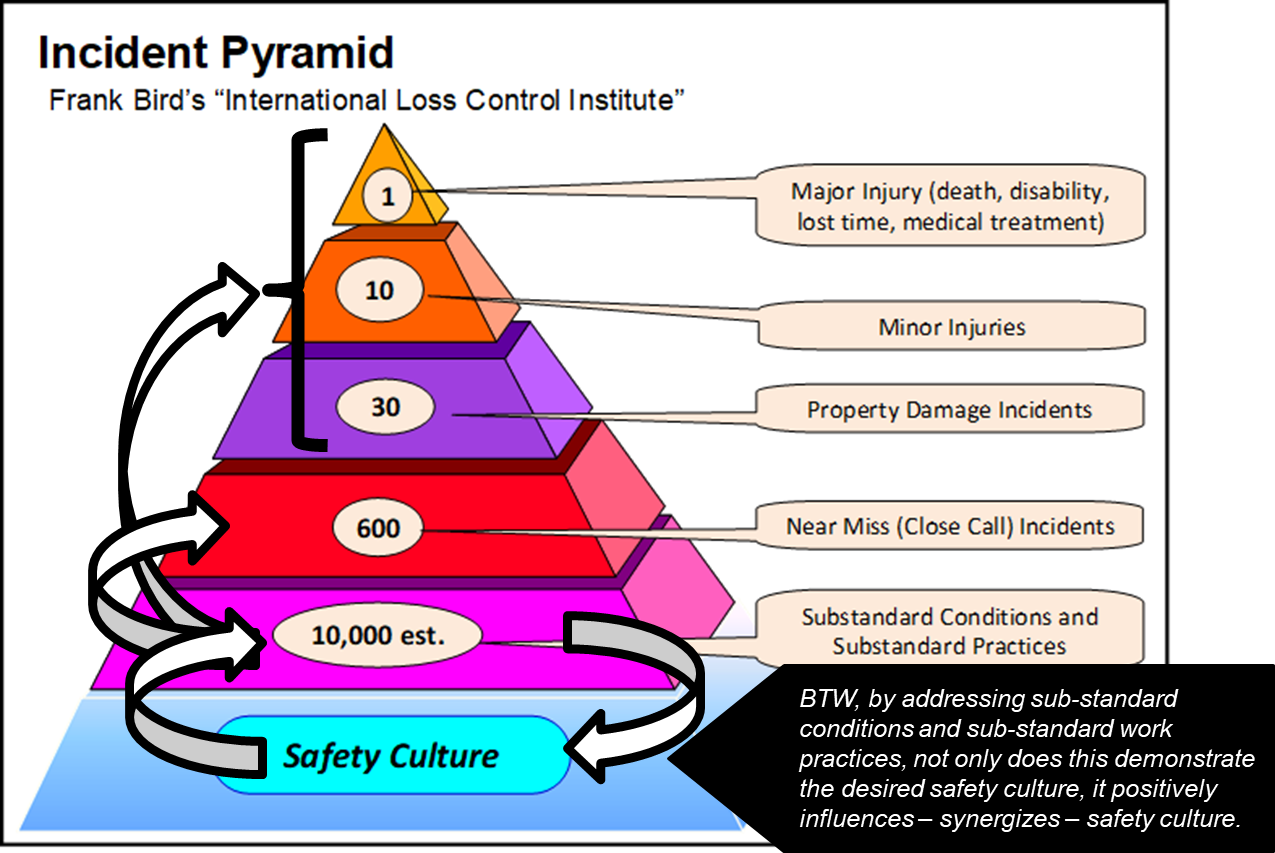 Incident Pyramid
Frank Bird's “International Loss Control Institute”
1
Major Injury (death, disability,
lost time, medical treatment)
10
Minor Injuries
30
Property Damage Incidents
600
Near Miss (Close Call) Incidents
10,000 est.
Substandard Conditions and
Substandard Practices
Safety Culture
BTW, by addressing sub-standard
conditions and sub-standard work
practices, not only does this demonstrate
the desired safety culture, it positively
influences – synergizes – safety culture.